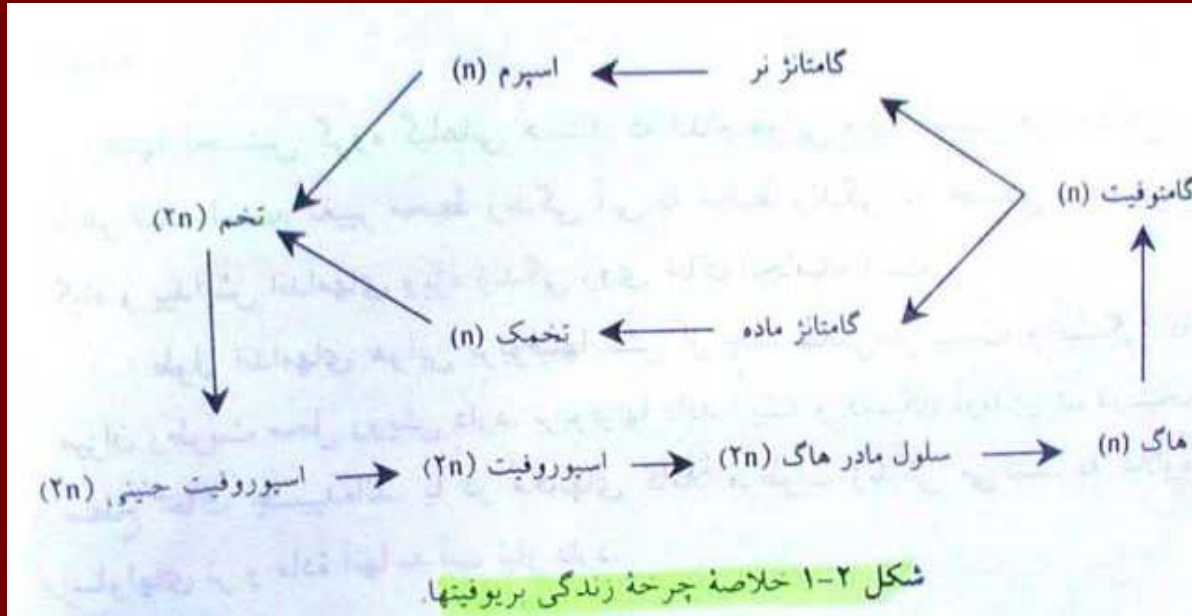 گامتانژ نر
اسپرم (n)
گامتوفیت (n)
تخم (۲n)
گامتانژ ماده
تخمک (n)
هاگ (n)
سلول مادر هاگ (۲n)
اسپوروفیت (۲n)
اسپوروفیت جنینی (۲n)
شکل ۲-۱ خلاصهٔ چرخهٔ زندگی بریوفیتها.